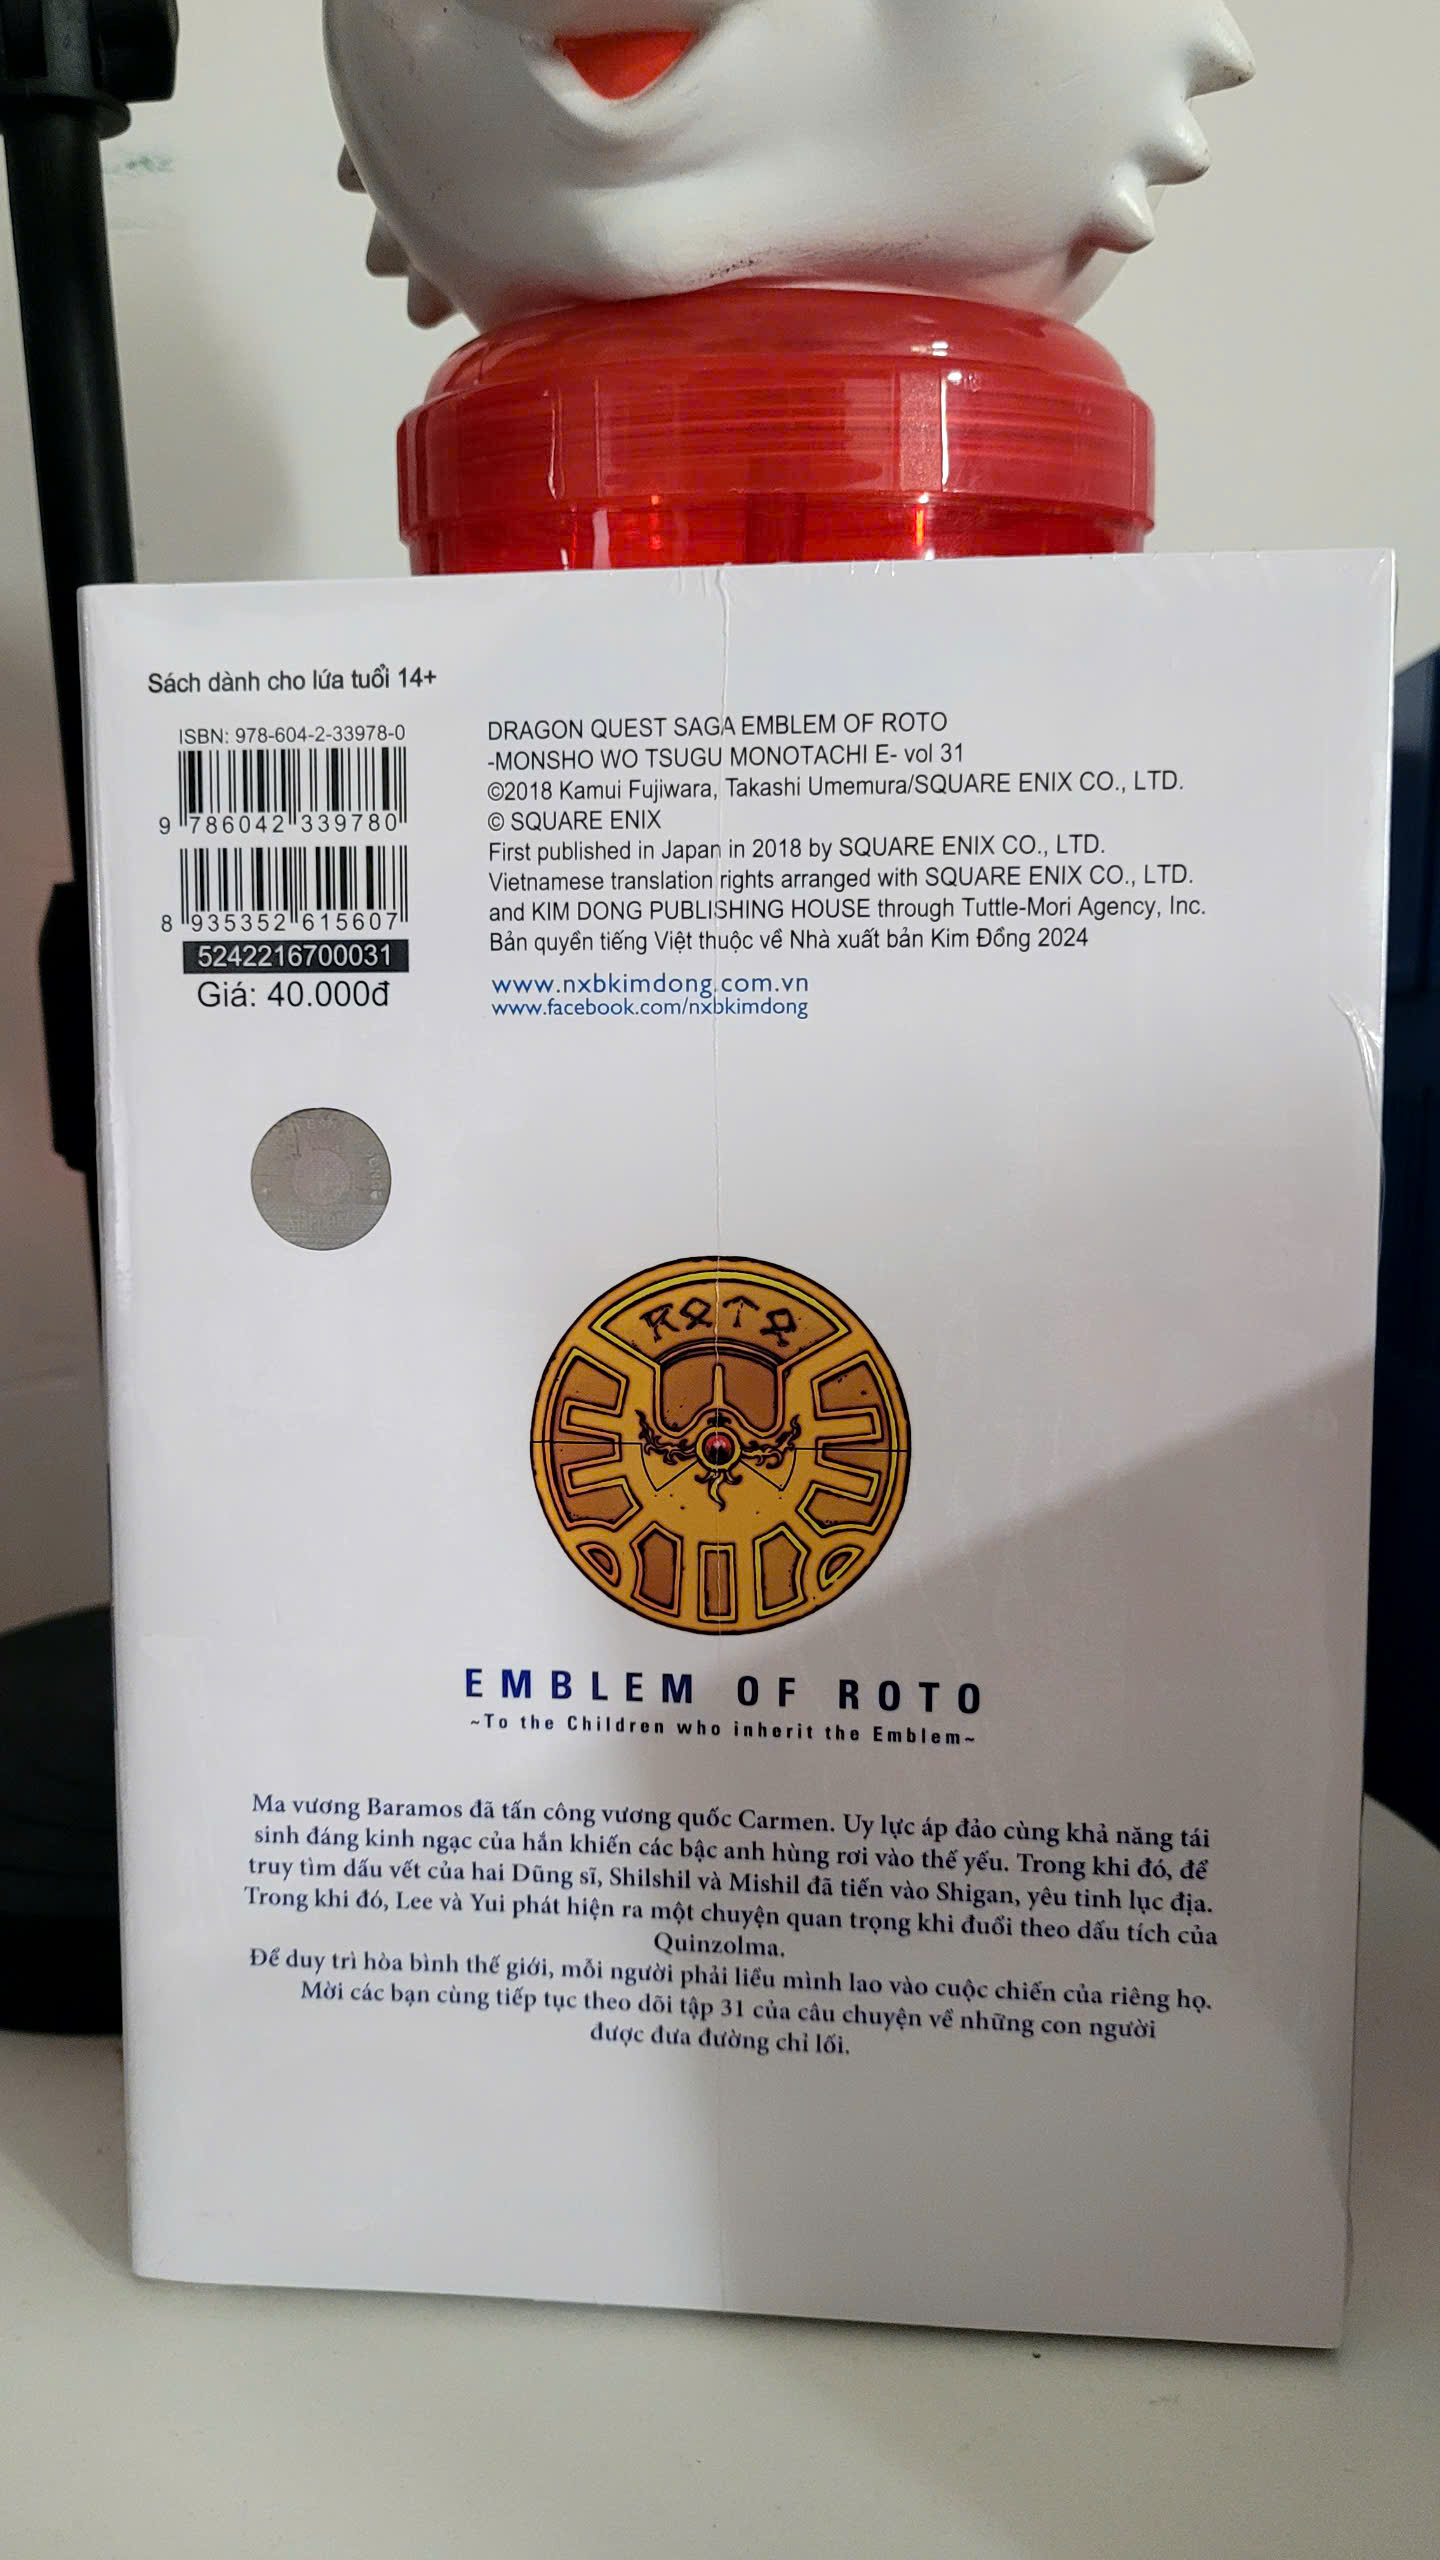 Sách dành cho lứa tuổi 14+
ISBN: 978-604-2-33978-0
9 786042 339780
8 935352 615607
5242216700031
Giá: 40.000đ
DRAGON QUEST SAGA EMBLEM OF ROTO
-MONSHO WO TSUGU MONOTACHI E- vol 31
©2018 Kamui Fujiwara, Takashi Umemura/SQUARE ENIX CO., LTD.
© SQUARE ENIX
First published in Japan in 2018 by SQUARE ENIX CO., LTD.
Vietnamese translation rights arranged with SQUARE ENIX CO., LTD.
and KIM DONG PUBLISHING HOUSE through Tuttle-Mori Agency, Inc.
Bản quyền tiếng Việt thuộc về Nhà xuất bản Kim Đồng 2024
www.nxbkimdong.com.vn
www.facebook.com/nxbkimdong
ROTO
EMBLEM OF ROTO
~To the Children who inherit the Emblem~
Ma vương Baramos đã tấn công vương quốc Carmen. Uy lực áp đảo cùng khả năng tái
sinh đáng kinh ngạc của hắn khiến các bậc anh hùng rơi vào thế yếu. Trong khi đó, để
truy tìm dấu vết của hai Dũng sĩ, Shilshil và Mishil đã tiến vào Shigan, yêu tinh lục địa.
Trong khi đó, Lee và Yui phát hiện ra một chuyện quan trọng khi đuổi theo dấu tích của
Quinzolma.
Để duy trì hòa bình thế giới, mỗi người phải liều mình lao vào cuộc chiến của riêng họ.
Mời các bạn cùng tiếp tục theo dõi tập 31 của câu chuyện về những con người
được đưa đường chỉ lối.